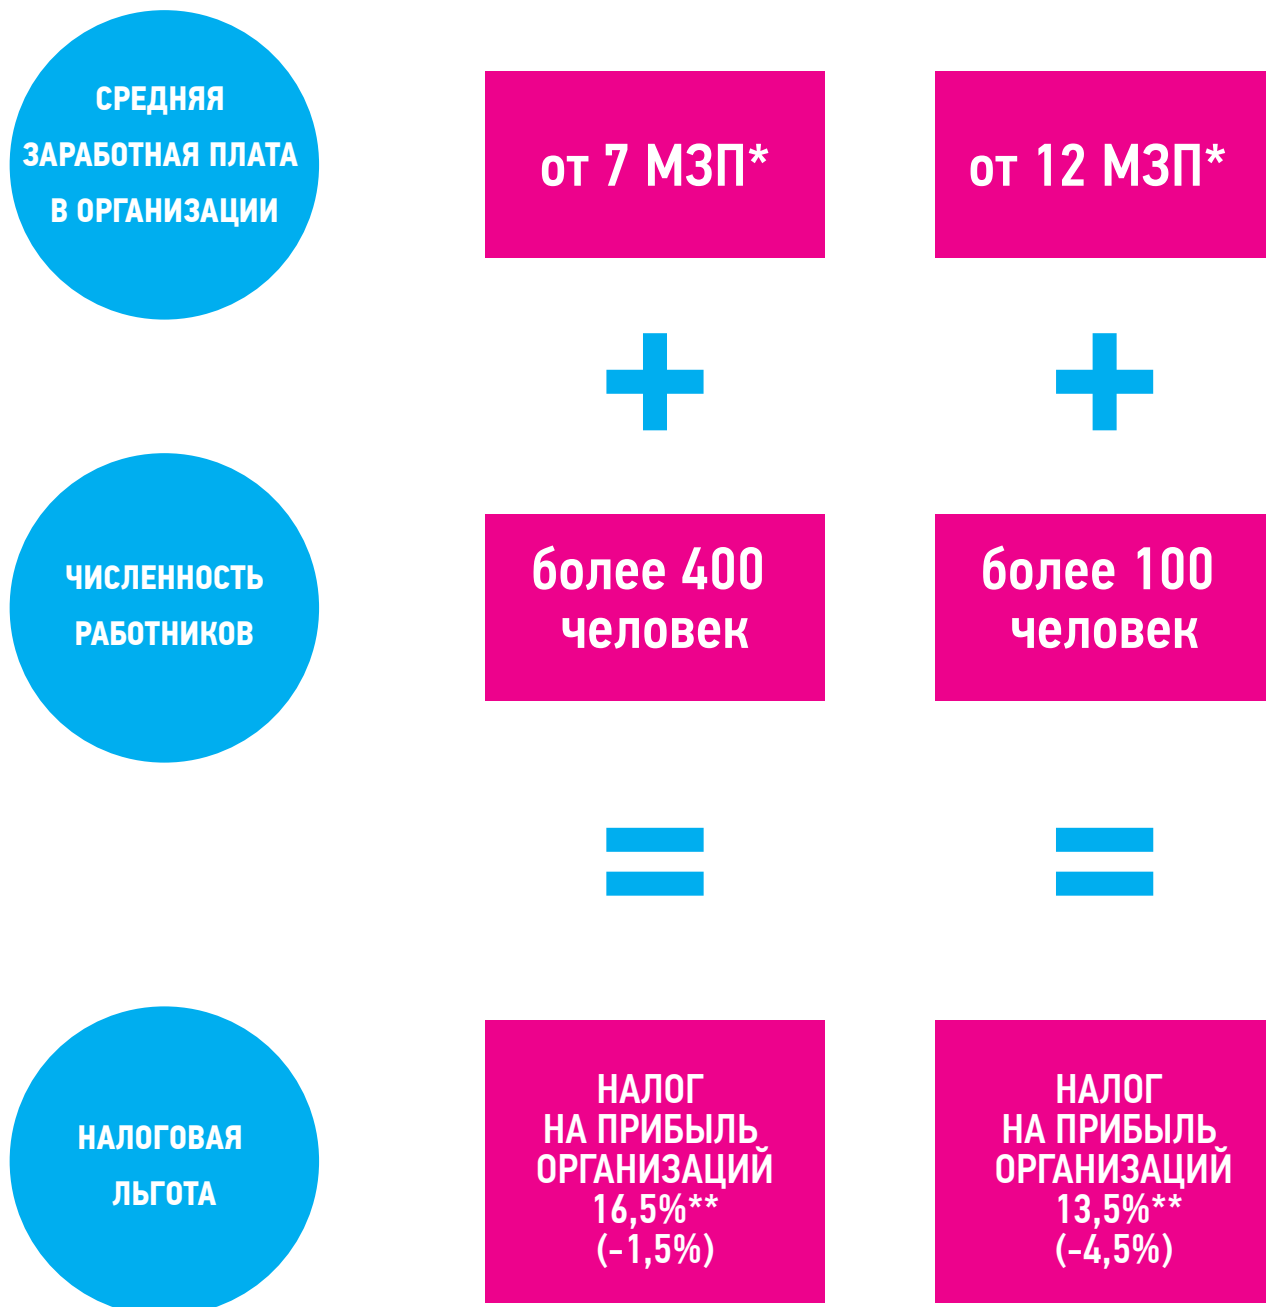 СРЕДНЯЯ
ЗАРАБОТНАЯ ПЛАТА
В ОРГАНИЗАЦИИ
от 7 МЗП*
от 12 МЗП*
+
+
ЧИСЛЕННОСТЬ
РАБОТНИКОВ
более 400
человек
более 100
человек
=
=
НАЛОГОВАЯ
ЛЬГОТА
НАЛОГ
НА ПРИБЫЛЬ
ОРГАНИЗАЦИЙ
16,5%**
(-1,5%)
НАЛОГ
НА ПРИБЫЛЬ
ОРГАНИЗАЦИЙ
13,5%**
(-4,5%)